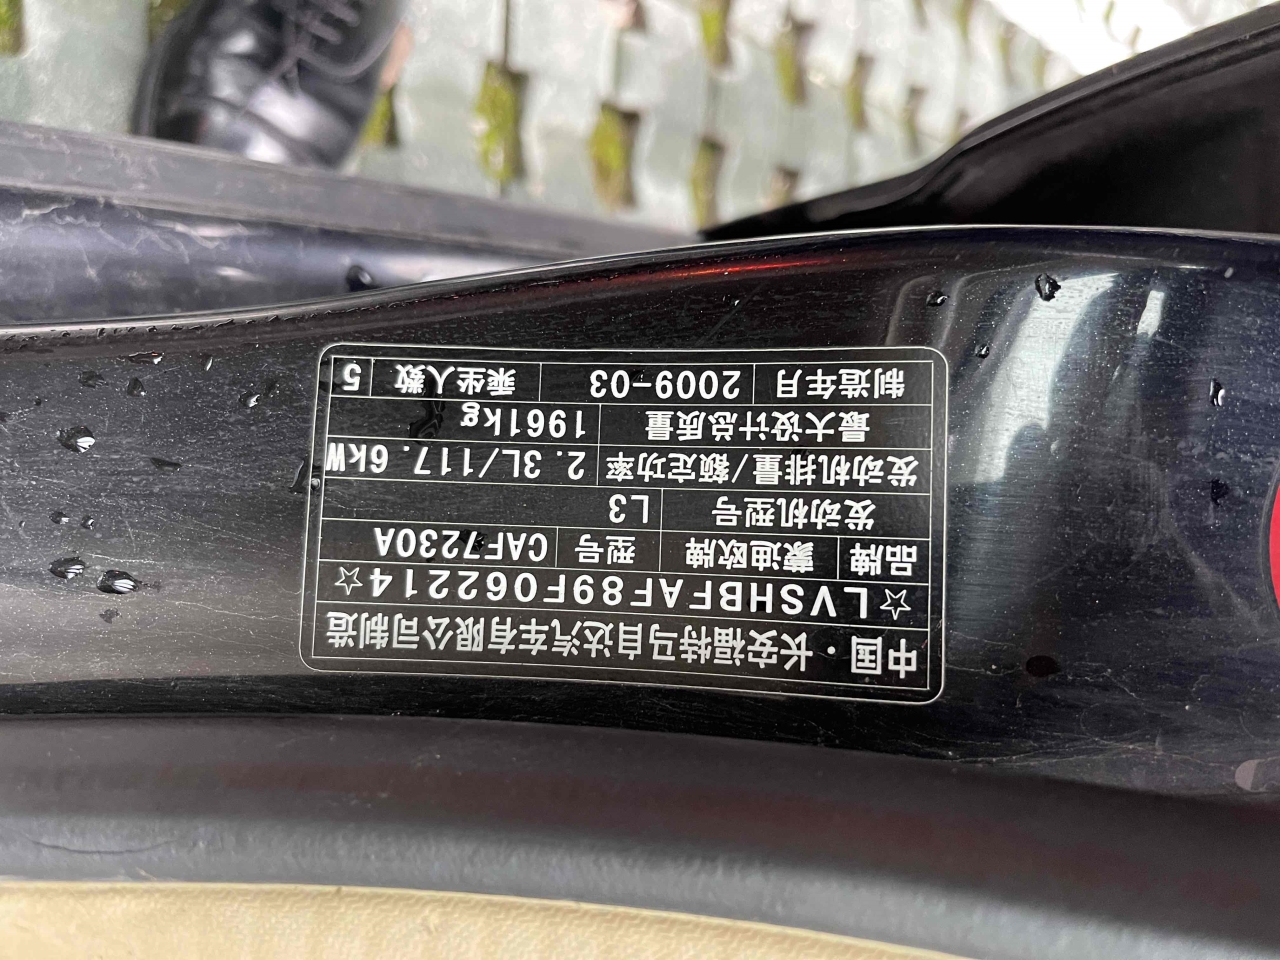 中国·长安福特马自达汽车有限公司制造
☆LVSHBFAF89F062214☆
品牌 蒙迪欧牌 型号 CAF7230A
发动机型号 L3
发动机排量/额定功率 2.3L/117.6kW
最大设计总质量 1961kg
制造年月 2009-03 乘坐人数 5